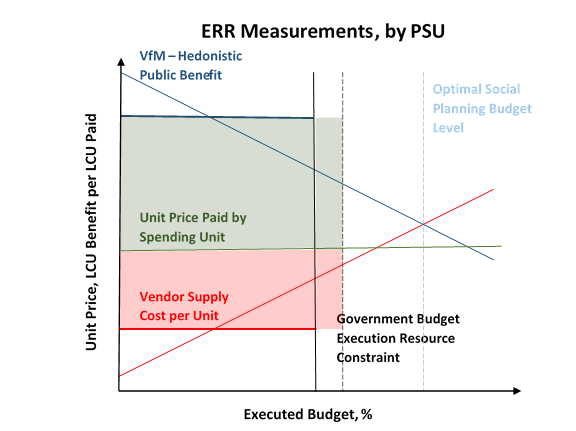 ERR Measurements, by PSU
VfM – Hedonistic
Public Benefit
Optimal Social
Planning Budget
Level
Unit Price, LCU Benefit per LCU Paid
Unit Price Paid by
Spending Unit
Vendor Supply
Cost per Unit
Government Budget
Execution Resource
Constraint
Executed Budget, %